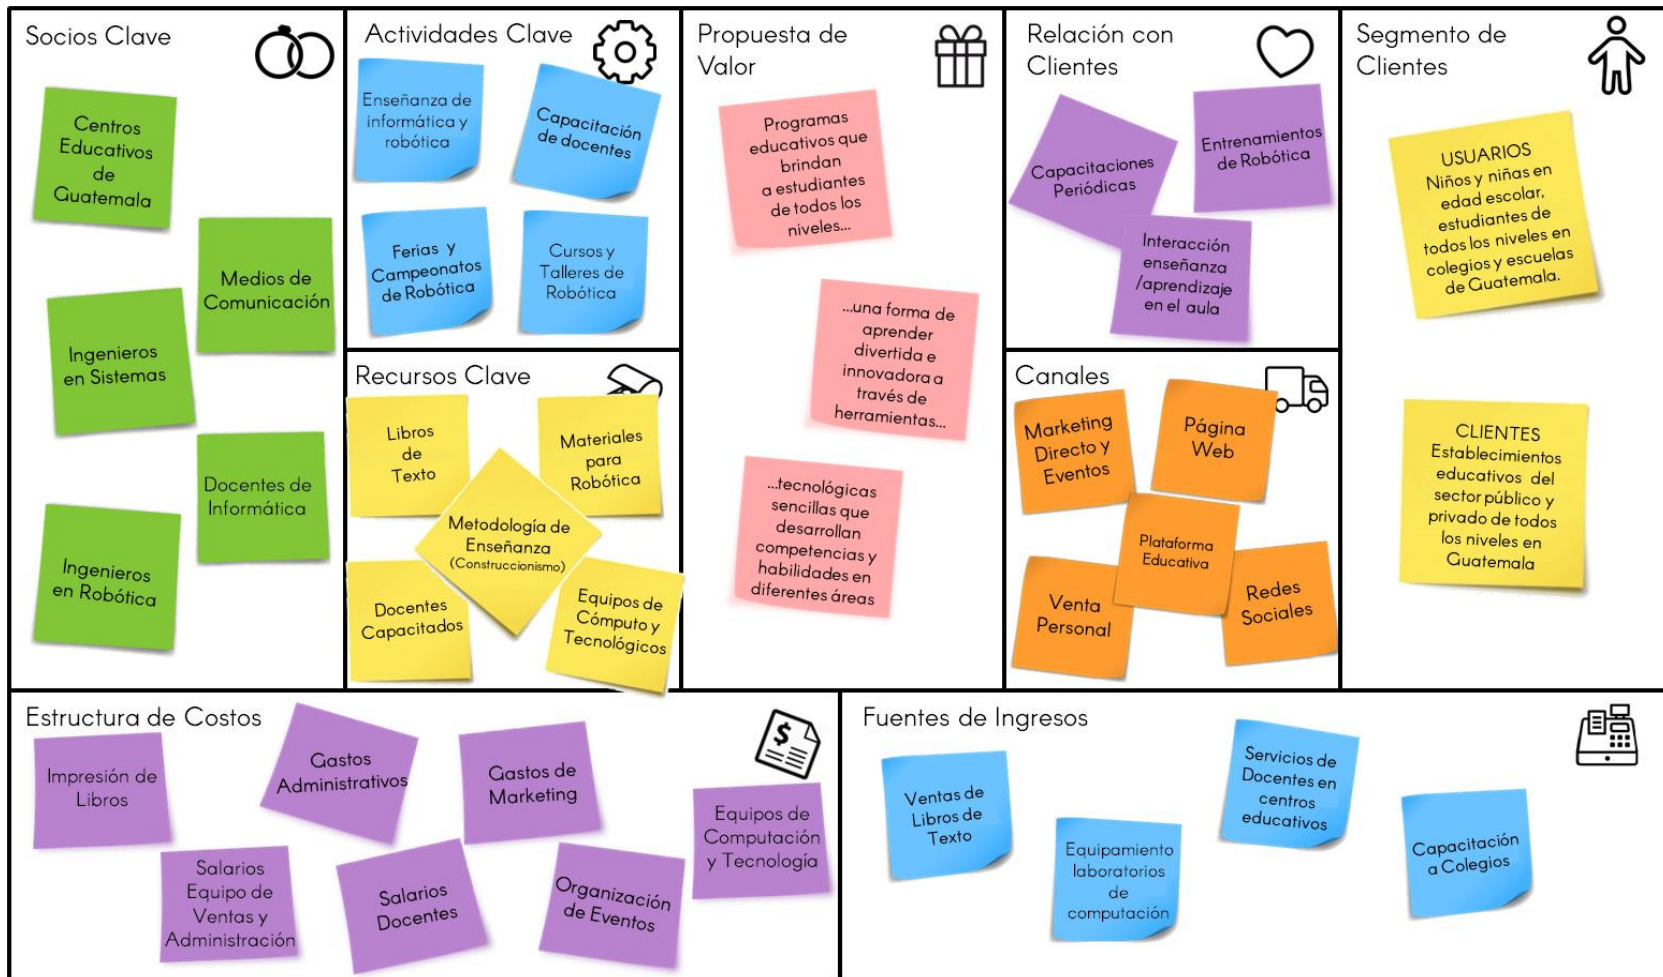 Socios Clave
Centros
Educativos
de
Guatemala
Medios de
Comunicación
Ingenieros
en Sistemas
Docentes de
Informática
Ingenieros
en Robótica
Actividades Clave
Enseñanza de
informática y
robótica
Capacitación
de docentes
Ferias y
Campeonatos
de Robótica
Cursos y
Talleres de
Robótica
Recursos Clave
Libros
de
Texto
Materiales
para
Robótica
Metodología de
Enseñanza
(Construccionismo)
Docentes
Capacitados
Equipos de
Cómputo y
Tecnológicos
Propuesta de
Valor
Programas
educativos que
brindan
a estudiantes
de todos los
niveles...
...una forma de
aprender
divertida e
innovadora a
través de
herramientas...
...tecnológicas
sencillas que
desarrollan
competencias y
habilidades en
diferentes áreas
Relación con
Clientes
Capacitaciones
Periódicas
Entrenamientos
de Robótica
Interacción
enseñanza
/aprendizaje
en el aula
Canales
Marketing
Directo y
Eventos
Página
Web
Plataforma
Educativa
Venta
Personal
Redes
Sociales
Segmento de
Clientes
USUARIOS
Niños y niñas en
edad escolar,
estudiantes de
todos los niveles en
colegios y escuelas
de Guatemala.
CLIENTES
Establecimientos
educativos del
sector público y
privado de todos
los niveles en
Guatemala
Estructura de Costos
Impresión de
Libros
Gastos
Administrativos
Gastos de
Marketing
Equipos de
Computación
y Tecnología
Salarios
Equipo de
Ventas y
Administración
Salarios
Docentes
Organización
de Eventos
$
Fuentes de Ingresos
Ventas de
Libros de
Texto
Equipamiento
laboratorios
de
computación
Servicios de
Docentes en
centros
educativos
Capacitación
a Colegios